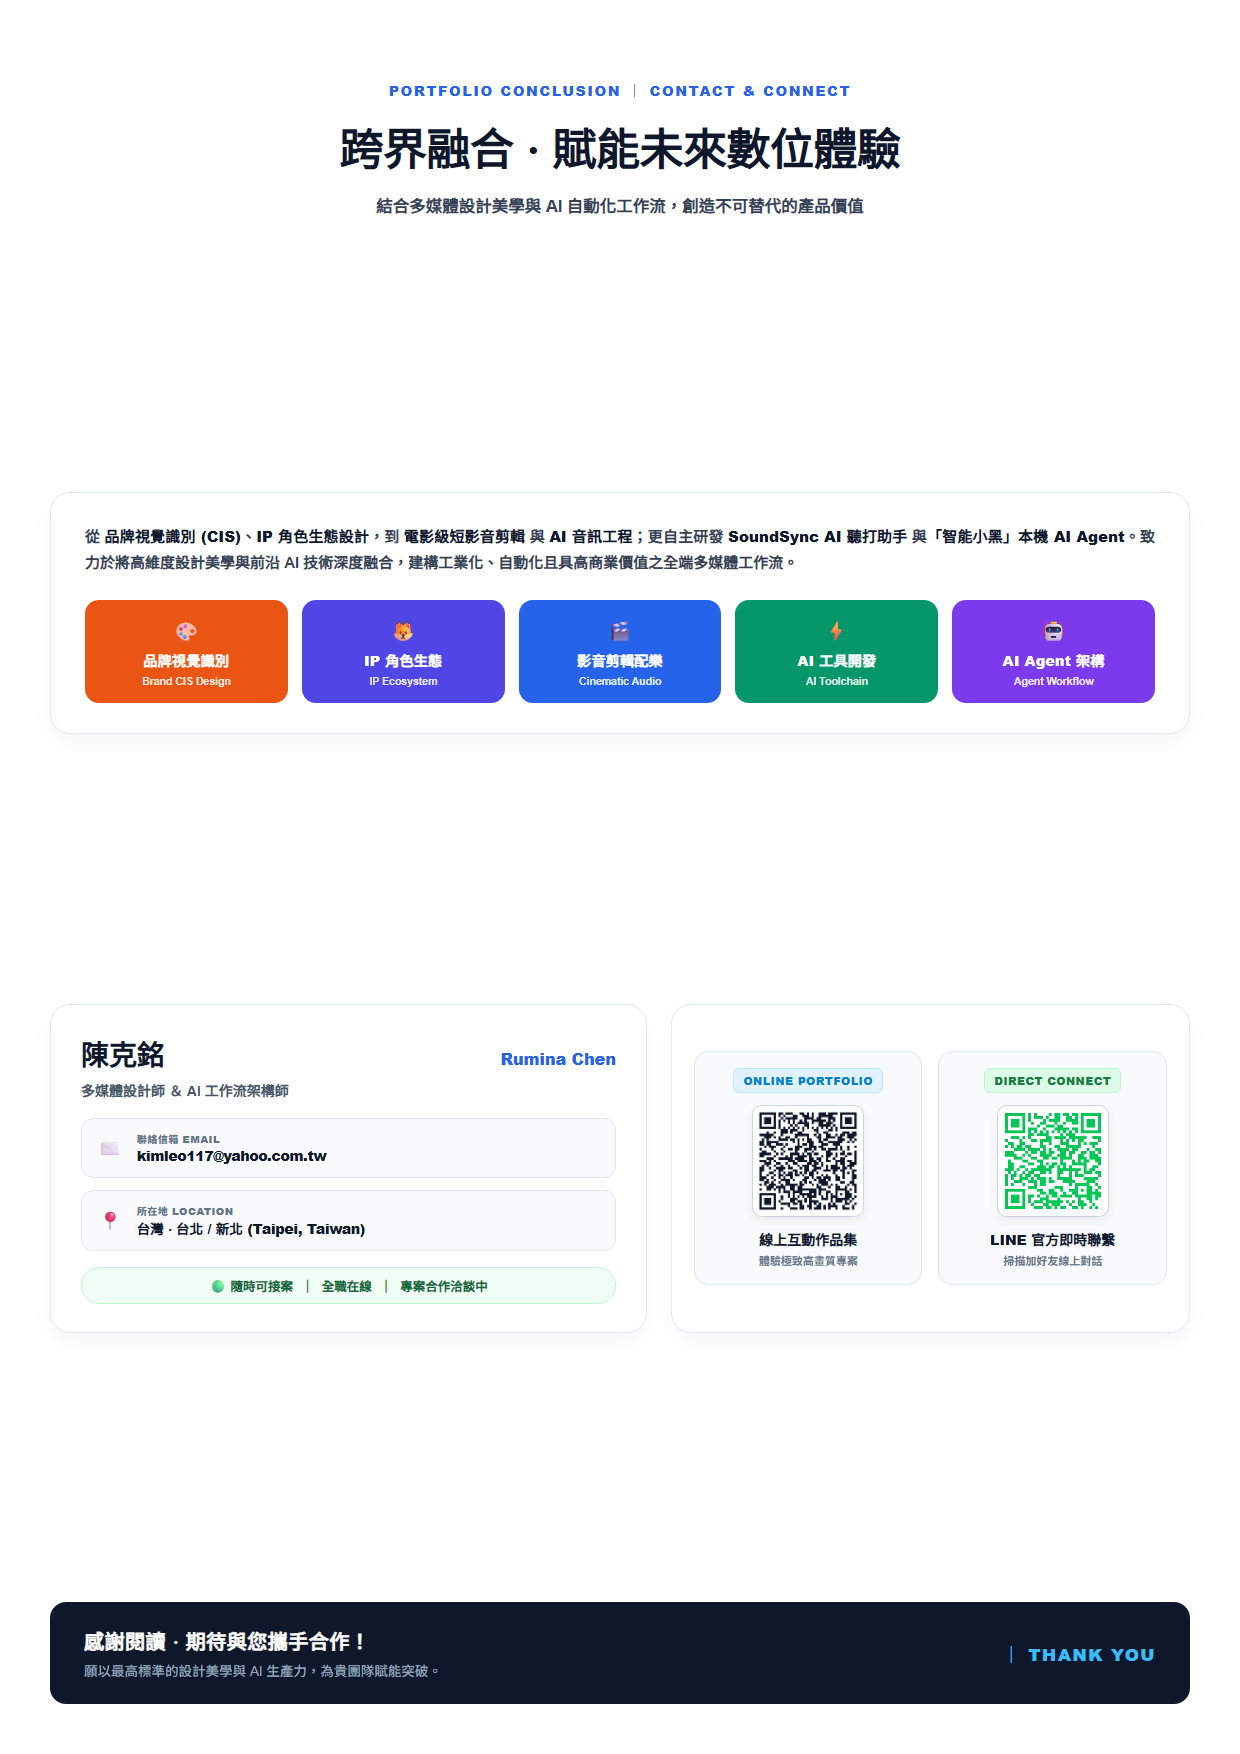 PORTFOLIO CONCLUSION ｜ CONTACT & CONNECT
跨界融合 · 賦能未來數位體驗
結合多媒體設計美學與 AI 自動化工作流，創造不可替代的產品價值
從 品牌視覺識別 (CIS)、IP 角色生態設計，到 電影級短影音剪輯 與 AI 音訊工程；更自主研發 SoundSync AI 聽打助手 與「智能小黑」本機 AI Agent。致
力於將高維度設計美學與前沿 AI 技術深度融合，建構工業化、自動化且具高商業價值之全端多媒體工作流。
品牌視覺識別
Brand CIS Design
IP 角色生態
IP Ecosystem
影音剪輯配樂
Cinematic Audio
AI 工具開發
AI Toolchain
AI Agent 架構
Agent Workflow
陳克銘
Rumina Chen
多媒體設計師 ＆ AI 工作流架構師
聯絡信箱 EMAIL
kimleo117@yahoo.com.tw
所在地 LOCATION
台灣 · 台北 / 新北 (Taipei, Taiwan)
隨時可接案 ｜ 全職在線 ｜ 專案合作洽談中
ONLINE PORTFOLIO
線上互動作品集
體驗極致高畫質專案
DIRECT CONNECT
LINE 官方即時聯繫
掃描加好友線上對話
感謝閱讀 · 期待與您攜手合作！
願以最高標準的設計美學與 AI 生產力，為貴團隊賦能突破。
｜ THANK YOU